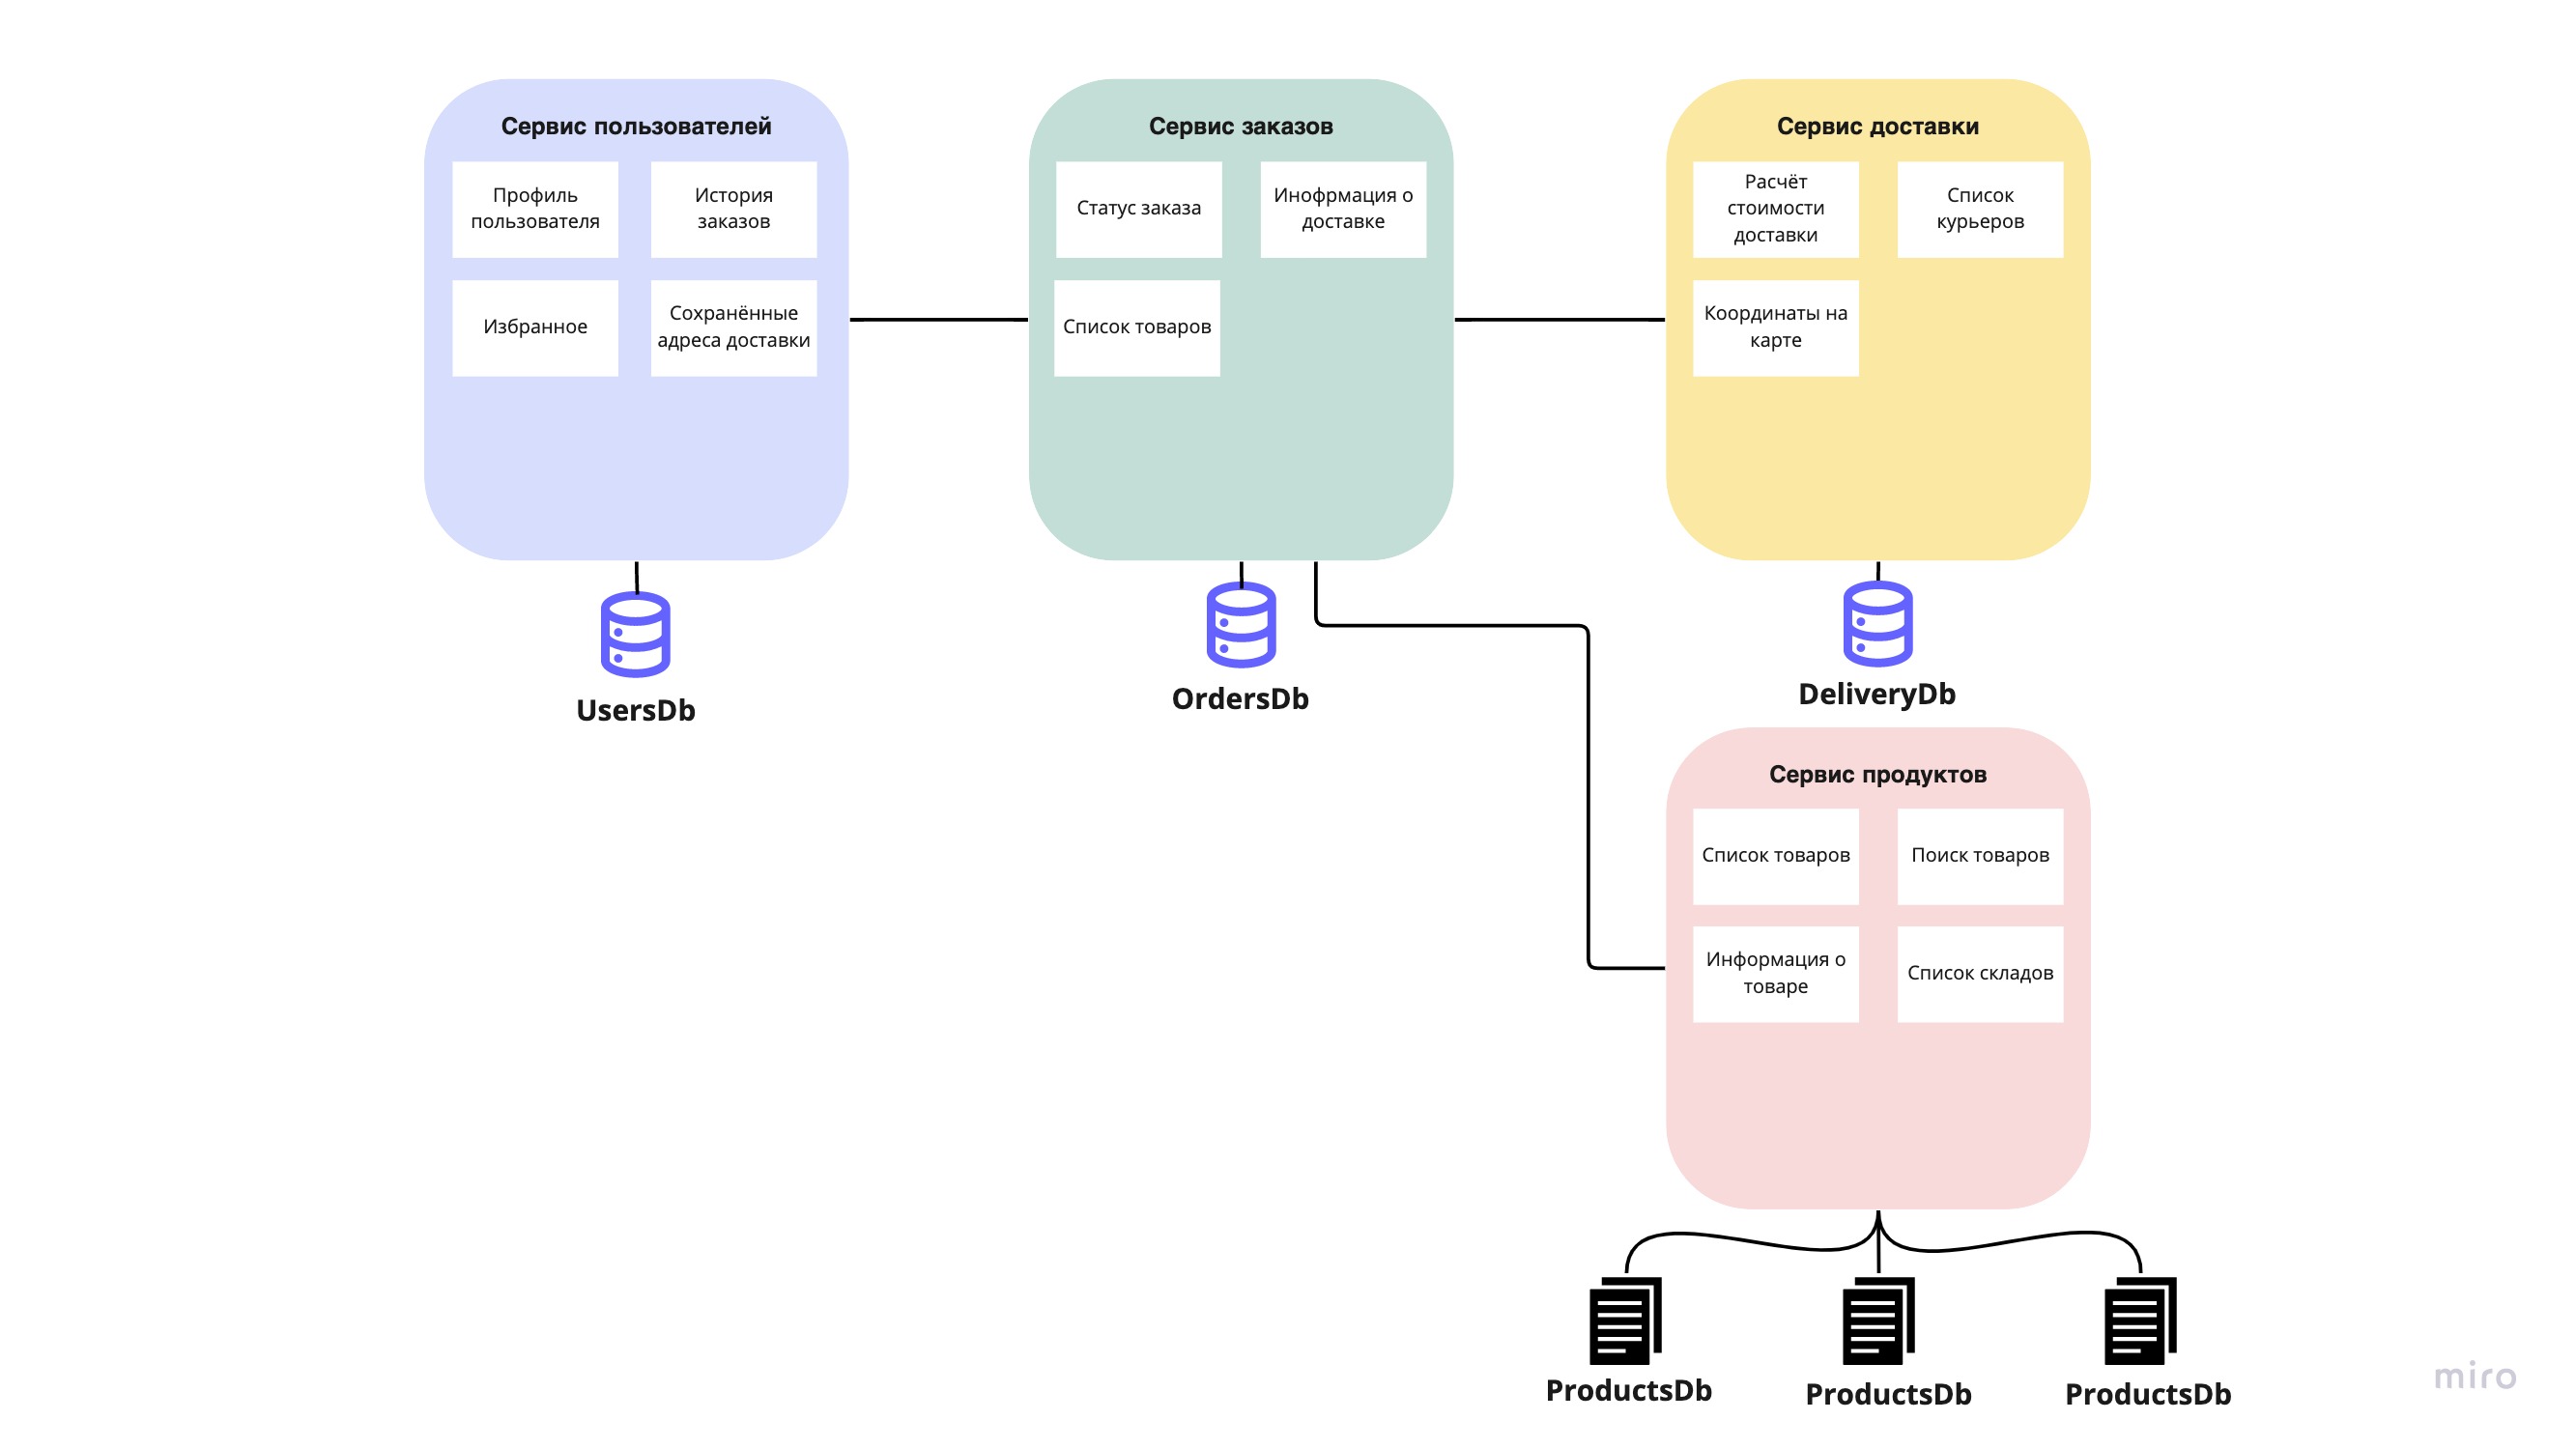 Сервис пользователей
Профиль
пользователя
История
заказов
Избранное
Сохранённые
адреса доставки
UsersDb
Сервис заказов
Статус заказа
Инофрмация о
доставке
Список товаров
OrdersDb
Сервис доставки
Расчёт
стоимости
доставки
Список
курьеров
Координаты на
карте
DeliveryDb
Сервис продуктов
Список товаров
Поиск товаров
Информация о
товаре
Список складов
ProductsDb
ProductsDb
ProductsDb
miro